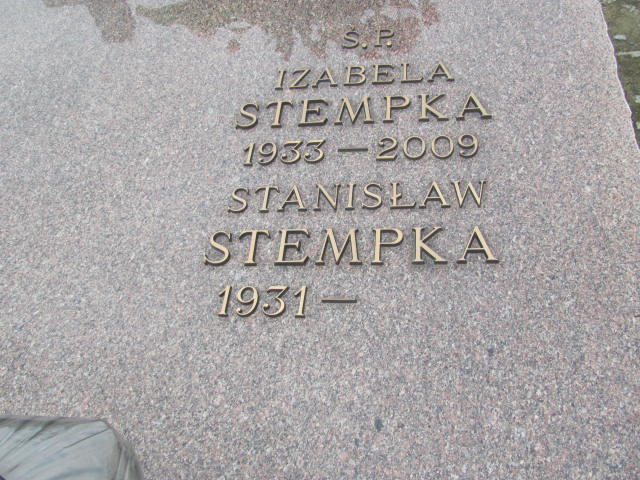 Ś.P.
IZABELA
STEMPKA
1933 – 2009
STANISŁAW
STEMPKA
1931 –